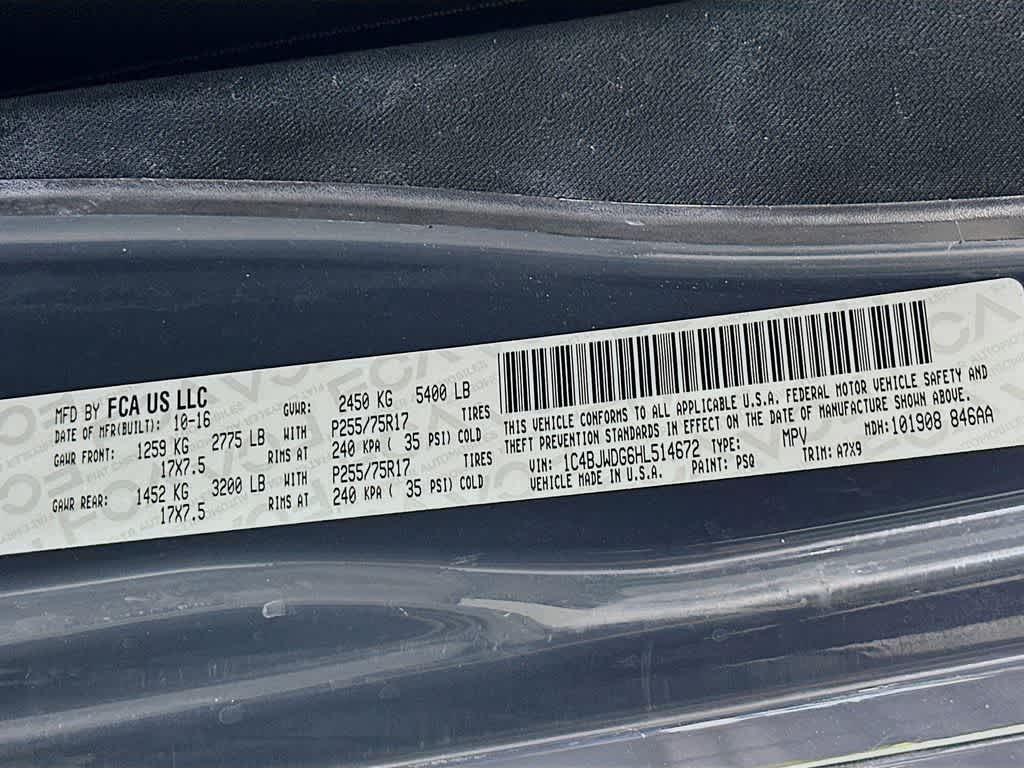 MFD BY FCA US LLC
DATE OF MFR(BUILT): 10-16 GVWR: 2450 KG 5400 LB
GAWR FRONT: 1259 KG 2775 LB WITH P255/75R17 TIRES
17X7.5 RIMS AT 240 KPA ( 35 PSI) COLD
GAWR REAR: 1452 KG 3200 LB WITH P255/75R17 TIRES
17X7.5 RIMS AT 240 KPA ( 35 PSI) COLD
THIS VEHICLE CONFORMS TO ALL APPLICABLE U.S.A. FEDERAL MOTOR VEHICLE SAFETY AND
THEFT PREVENTION STANDARDS IN EFFECT ON THE DATE OF MANUFACTURE SHOWN ABOVE.
VIN: 1C4BJWDG6HL514672 TYPE: MPV MDH: 101908 846AA
VEHICLE MADE IN U.S.A. PAINT: PSQ TRIM: A7X9